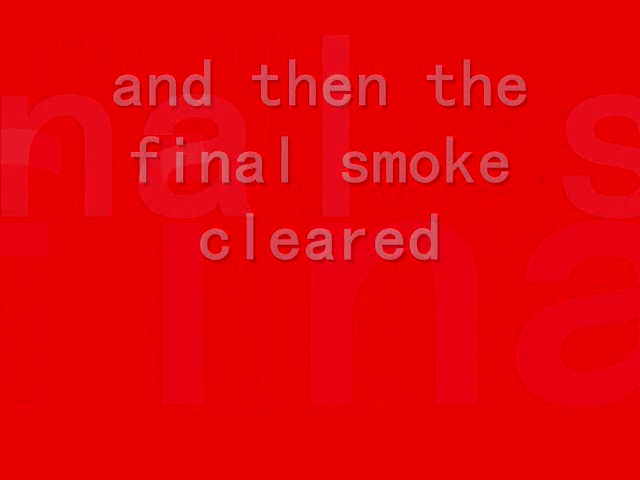 and then the
final smoke
cleared